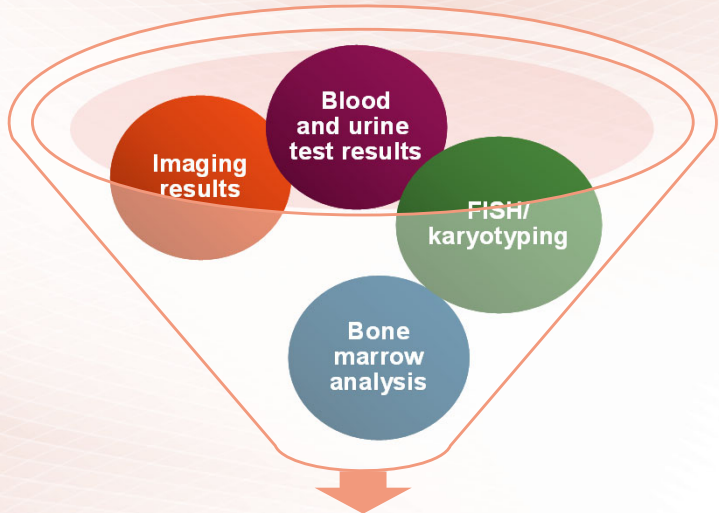 Blood
and urine
test results
Imaging
results
FISH/
karyotyping
Bone
marrow
analysis